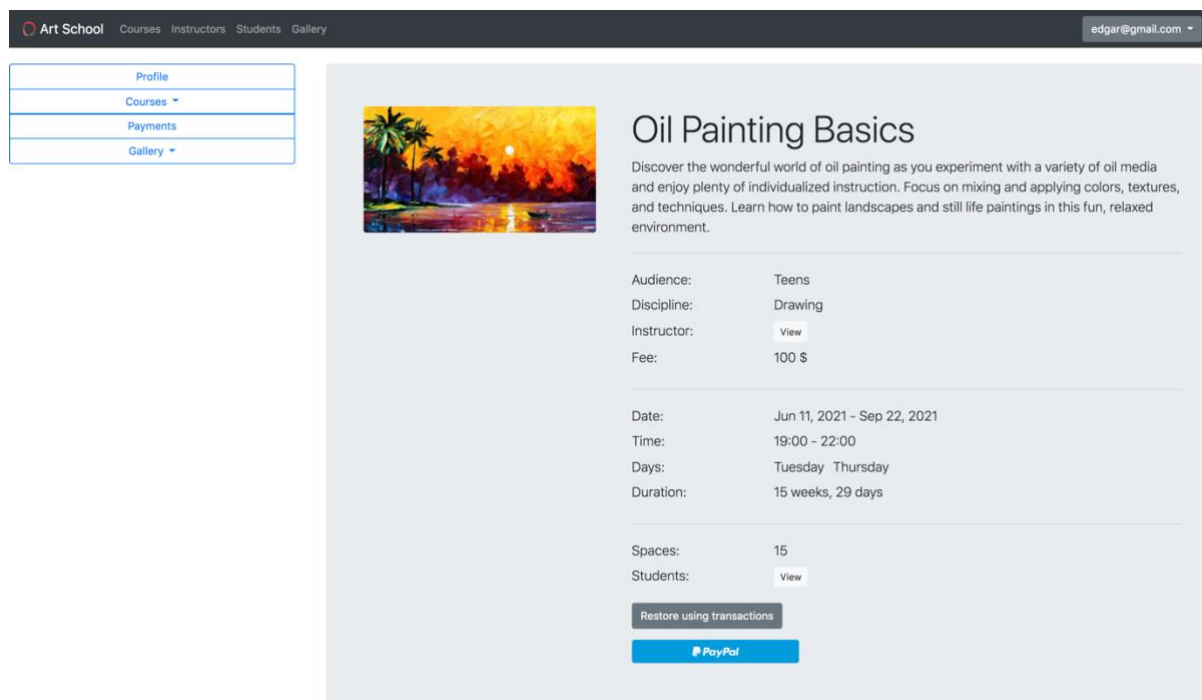 Art School Courses Instructors Students Gallery edgar@gmail.com
Profile
Courses
Payments
Gallery
Oil Painting Basics
Discover the wonderful world of oil painting as you experiment with a variety of oil media
and enjoy plenty of individualized instruction. Focus on mixing and applying colors, textures,
and techniques. Learn how to paint landscapes and still life paintings in this fun, relaxed
environment.
Audience: Teens
Discipline: Drawing
Instructor: View
Fee: 100 $
Date: Jun 11, 2021 - Sep 22, 2021
Time: 19:00 - 22:00
Days: Tuesday Thursday
Duration: 15 weeks, 29 days
Spaces: 15
Students: View
Restore using transactions
PayPal